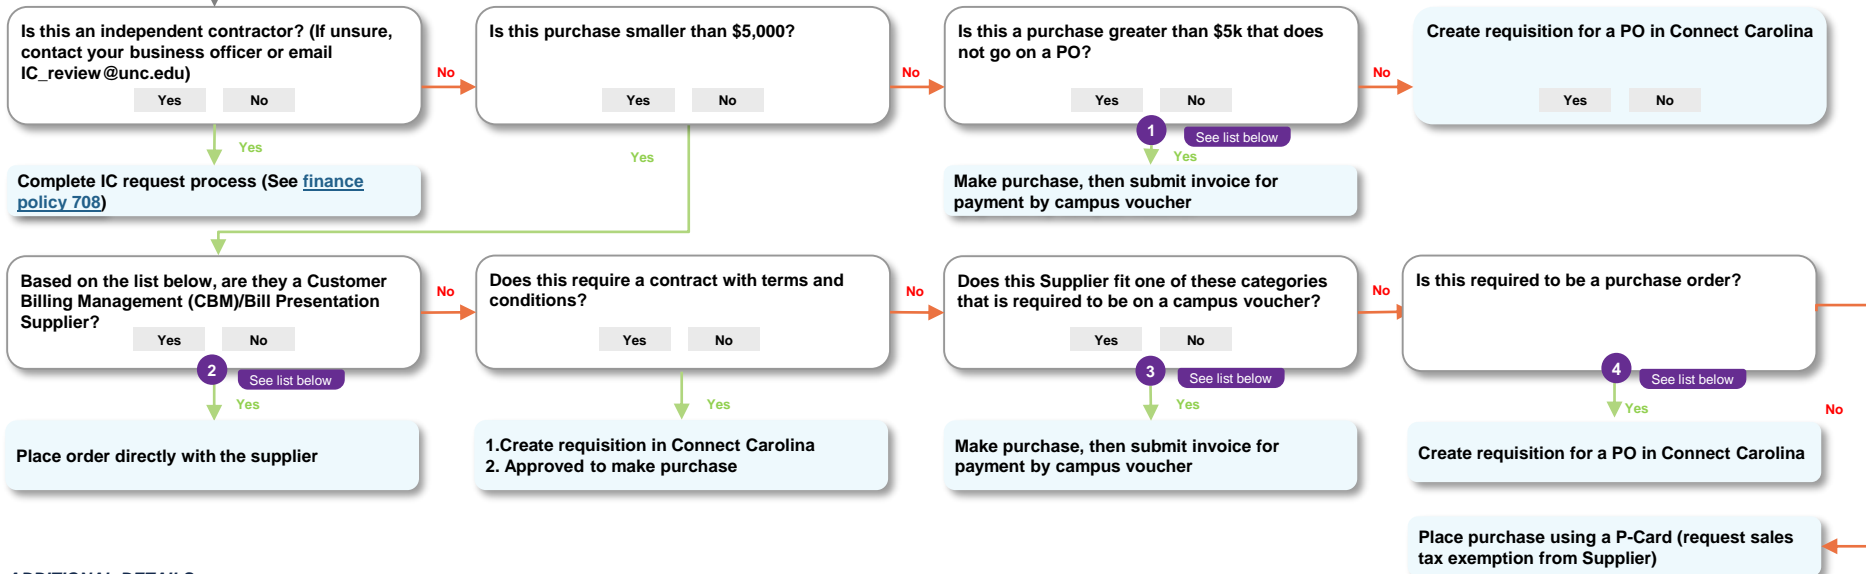 Is this an independent contractor? (If unsure,
contact your business officer or email
IC_review@unc.edu)
Yes
No
No
Is this purchase smaller than $5,000?
Yes
No
No
Is this a purchase greater than $5k that does
not go on a PO?
Yes
No
No
Create requisition for a PO in Connect Carolina
Yes
No
1
See list below
Yes
Yes
Yes
Complete IC request process (See finance
policy 708)
Make purchase, then submit invoice for
payment by campus voucher
Based on the list below, are they a Customer
Billing Management (CBM)/Bill Presentation
Supplier?
Yes
No
No
Does this require a contract with terms and
conditions?
Yes
No
No
Does this Supplier fit one of these categories
that is required to be on a campus voucher?
Yes
No
No
Is this required to be a purchase order?
2
See list below
Yes
Yes
3
See list below
Yes
4
See list below
Yes
No
Place order directly with the supplier
1.Create requisition in Connect Carolina
2. Approved to make purchase
Make purchase, then submit invoice for
payment by campus voucher
Create requisition for a PO in Connect Carolina
Place purchase using a P-Card (request sales
tax exemption from Supplier)
ADDITIONAL DETAILS